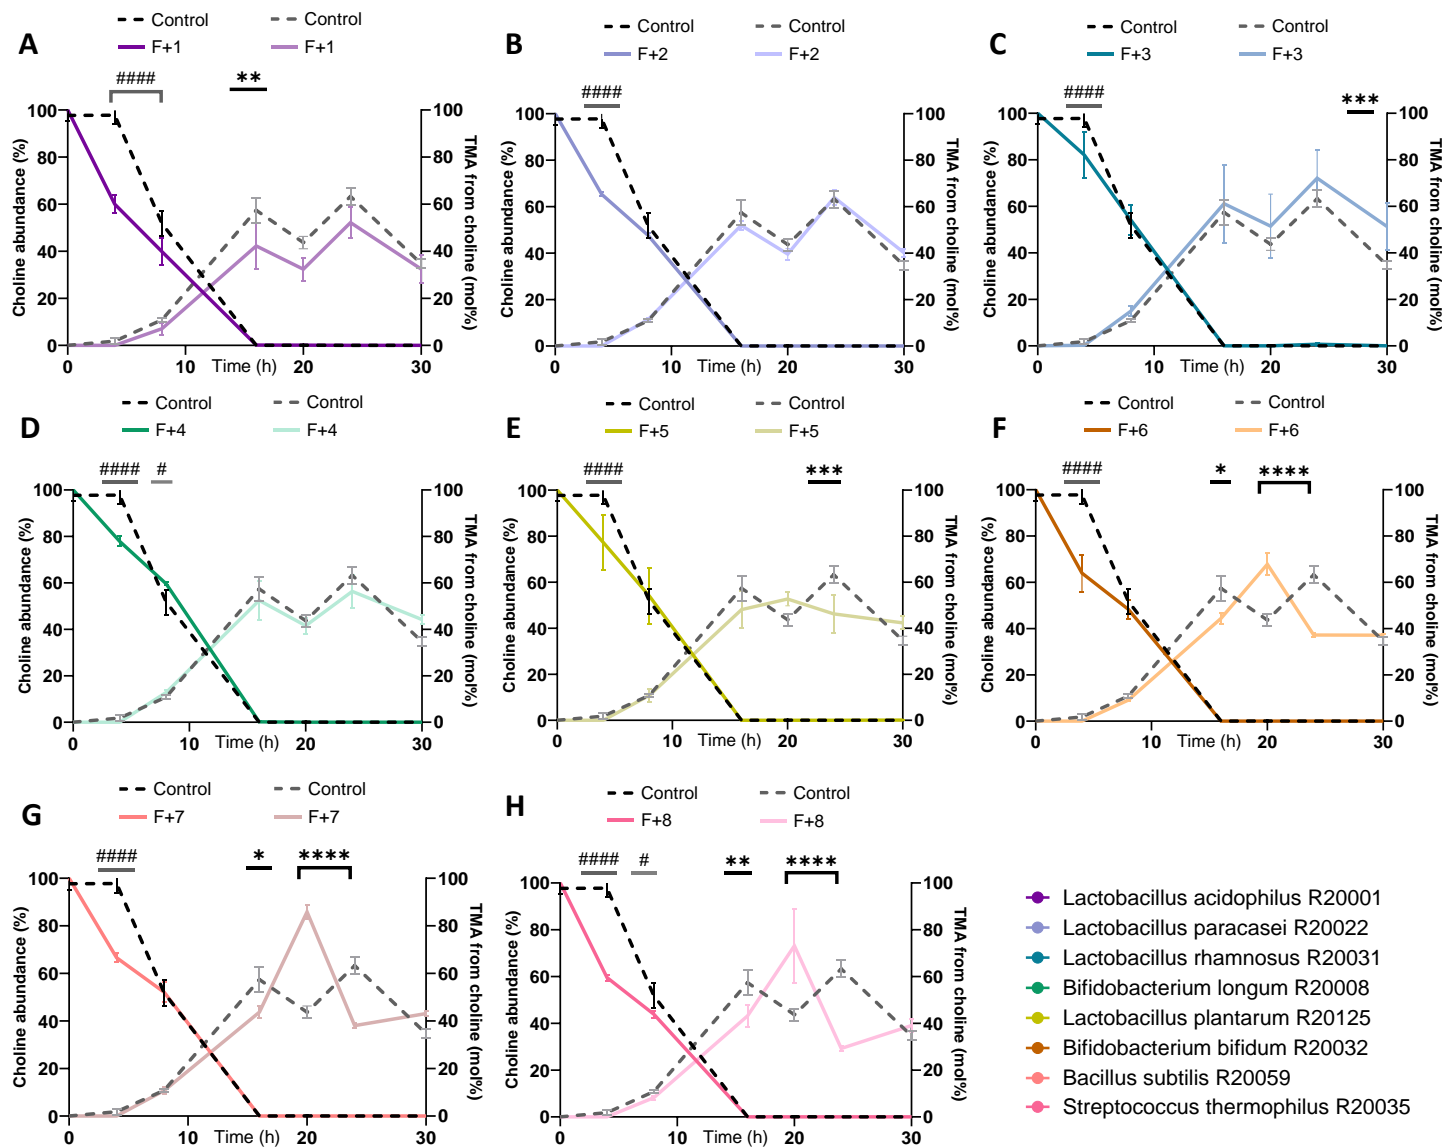 A
Control
Control
F+1
F+1
####
**
Choline abundance (%)
100
80
60
40
20
0
0
10
20
30
Time (h)
100
80
60
40
20
0
TMA from choline (mol%)
B
Control
Control
F+2
F+2
####
Choline abundance (%)
100
80
60
40
20
0
0
10
20
30
Time (h)
100
80
60
40
20
0
TMA from choline (mol%)
C
Control
Control
F+3
F+3
####
***
Choline abundance (%)
100
80
60
40
20
0
0
10
20
30
Time (h)
100
80
60
40
20
0
TMA from choline (mol%)
D
Control
Control
F+4
F+4
####
#
Choline abundance (%)
100
80
60
40
20
0
0
10
20
30
Time (h)
100
80
60
40
20
0
TMA from choline (mol%)
E
Control
Control
F+5
F+5
####
***
Choline abundance (%)
100
80
60
40
20
0
0
10
20
30
Time (h)
100
80
60
40
20
0
TMA from choline (mol%)
F
Control
Control
F+6
F+6
####
*
****
Choline abundance (%)
100
80
60
40
20
0
0
10
20
30
Time (h)
100
80
60
40
20
0
TMA from choline (mol%)
G
Control
Control
F+7
F+7
####
*
****
Choline abundance (%)
100
80
60
40
20
0
0
10
20
30
Time (h)
100
80
60
40
20
0
TMA from choline (mol%)
H
Control
Control
F+8
F+8
####
#
**
****
Choline abundance (%)
100
80
60
40
20
0
0
10
20
30
Time (h)
100
80
60
40
20
0
TMA from choline (mol%)
Lactobacillus acidophilus R20001
Lactobacillus paracasei R20022
Lactobacillus rhamnosus R20031
Bifidobacterium longum R20008
Lactobacillus plantarum R20125
Bifidobacterium bifidum R20032
Bacillus subtilis R20059
Streptococcus thermophilus R20035